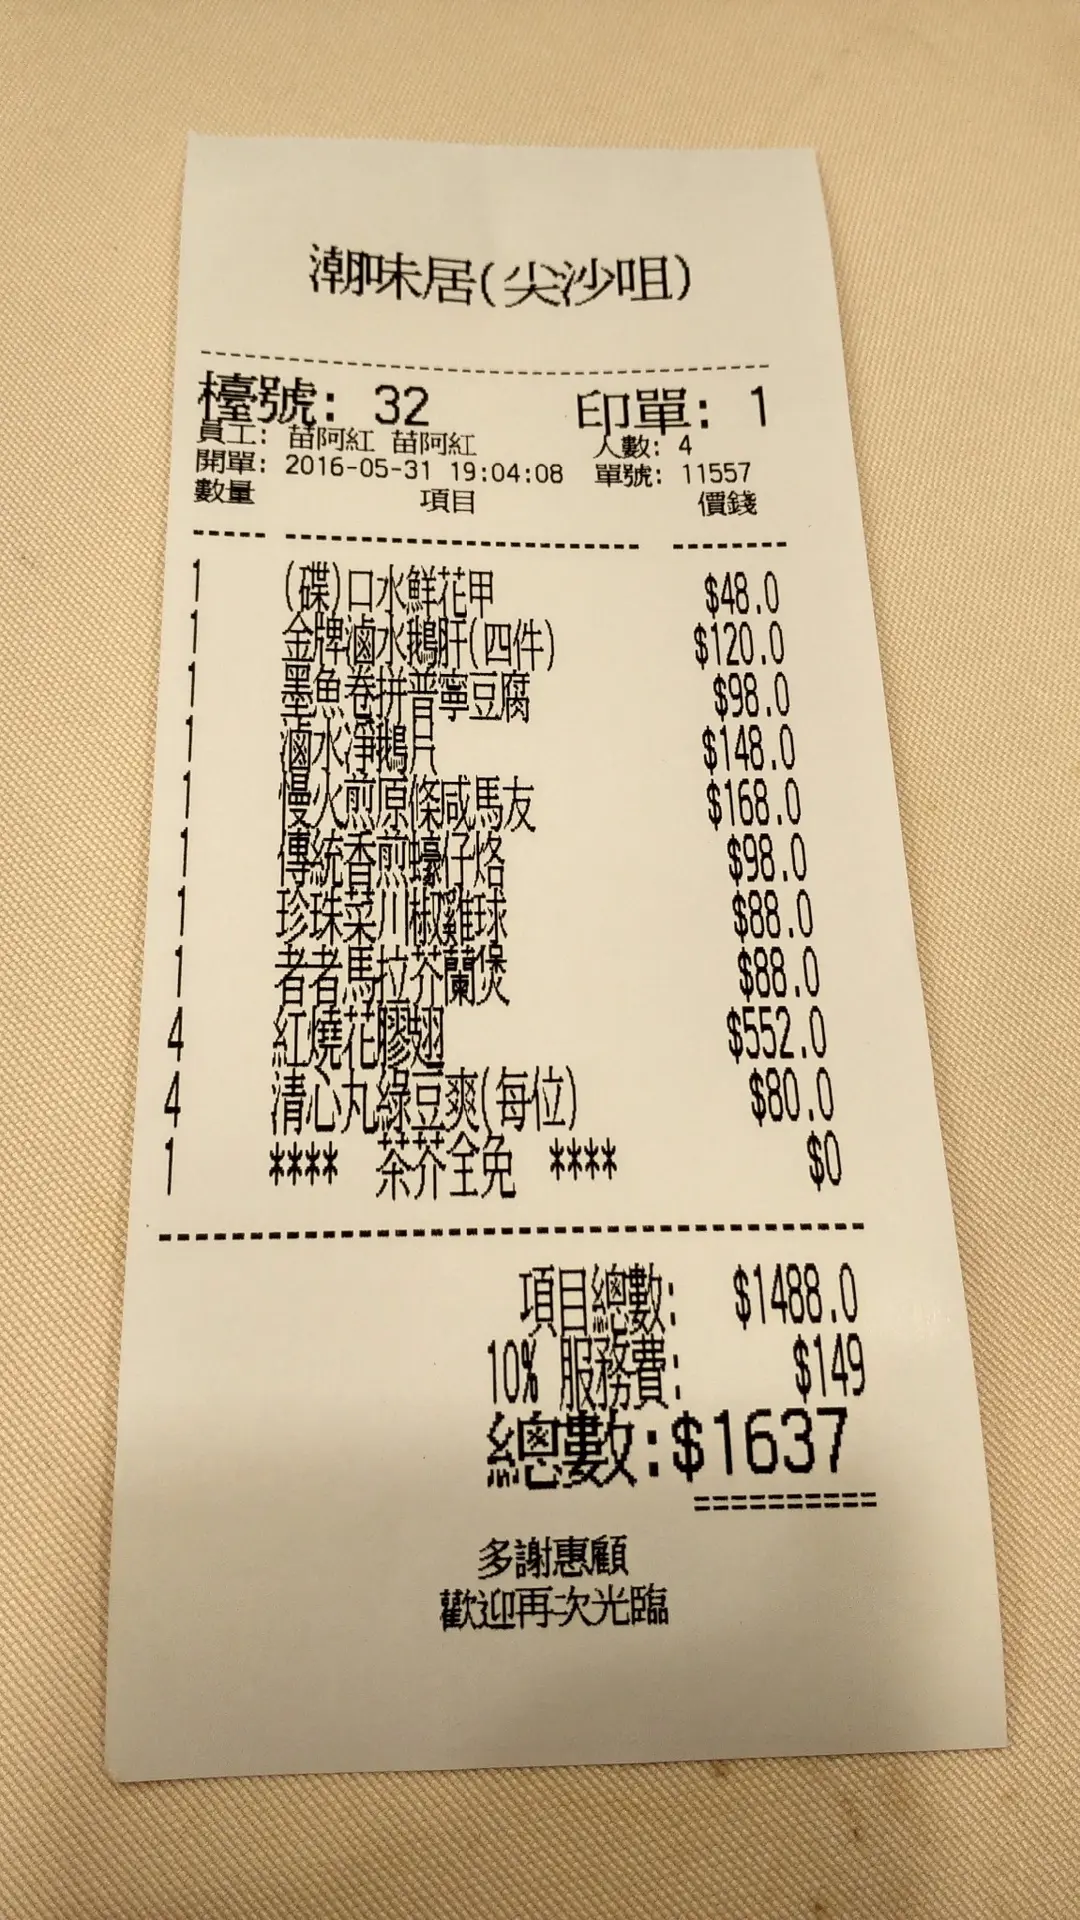 潮味居(尖沙咀)
檯號: 32 印單: 1
員工: 苗阿紅 苗阿紅 人數: 4
開單: 2016-05-31 19:04:08 單號: 11557
數量 項目 價錢
1 (碟)口水鮮花甲 $48.0
1 金牌滷水鵝肝(四件) $120.0
1 墨魚卷拼普寧豆腐 $98.0
1 滷水淨鵝片 $148.0
1 慢火煎原條咸馬友 $168.0
1 傳統香煎蠔仔烙 $98.0
1 珍珠菜川椒雞球 $88.0
1 者者馬拉芥蘭煲 $88.0
4 紅燒花膠翅 $552.0
4 清心丸綠豆爽(每位) $80.0
1 **** 茶芥全免 **** $0
項目總數: $1488.0
10% 服務費: $149
總數:$1637
==========
多謝惠顧
歡迎再次光臨